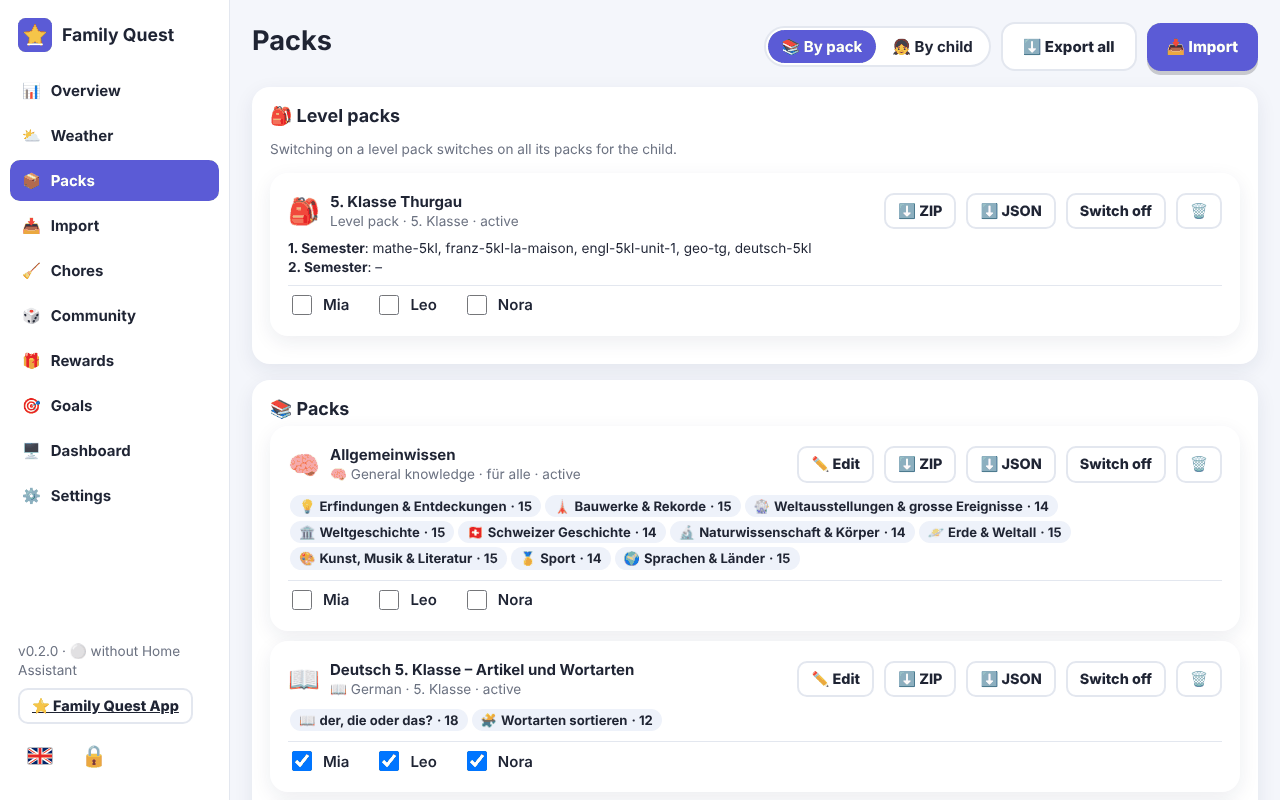 Family Quest
Overview
Weather
Packs
Import
Chores
Community
Rewards
Goals
Dashboard
Settings
v0.2.0 · without Home
Assistant
Family Quest App
Packs
By pack
By child
Export all
Import
Level packs
Switching on a level pack switches on all its packs for the child.
5. Klasse Thurgau
Level pack · 5. Klasse · active
ZIP
JSON
Switch off
1. Semester: mathe-5kl, franz-5kl-la-maison, engl-5kl-unit-1, geo-tg, deutsch-5kl
2. Semester: –
Mia
Leo
Nora
Packs
Allgemeinwissen
General knowledge · für alle · active
Edit
ZIP
JSON
Switch off
Erfindungen & Entdeckungen · 15
Bauwerke & Rekorde · 15
Weltausstellungen & grosse Ereignisse · 14
Weltgeschichte · 15
Schweizer Geschichte · 14
Naturwissenschaft & Körper · 14
Erde & Weltall · 15
Kunst, Musik & Literatur · 15
Sport · 14
Sprachen & Länder · 15
Mia
Leo
Nora
Deutsch 5. Klasse – Artikel und Wortarten
German · 5. Klasse · active
Edit
ZIP
JSON
Switch off
der, die oder das? · 18
Wortarten sortieren · 12
Mia
Leo
Nora